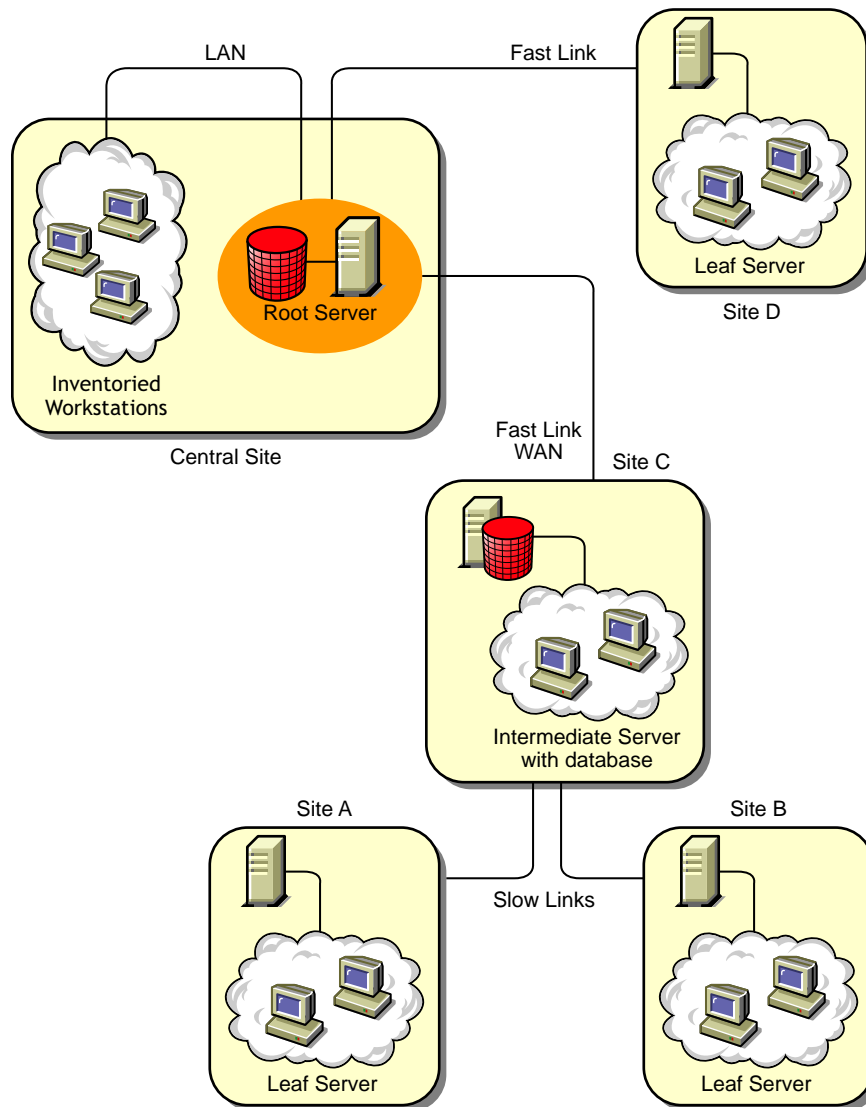 LAN
Fast Link
Root Server
Inventoried
Workstations
Central Site
Leaf Server
Site D
Fast Link
WAN
Site C
Intermediate Server
with database
Site A
Site B
Slow Links
Leaf Server
Leaf Server